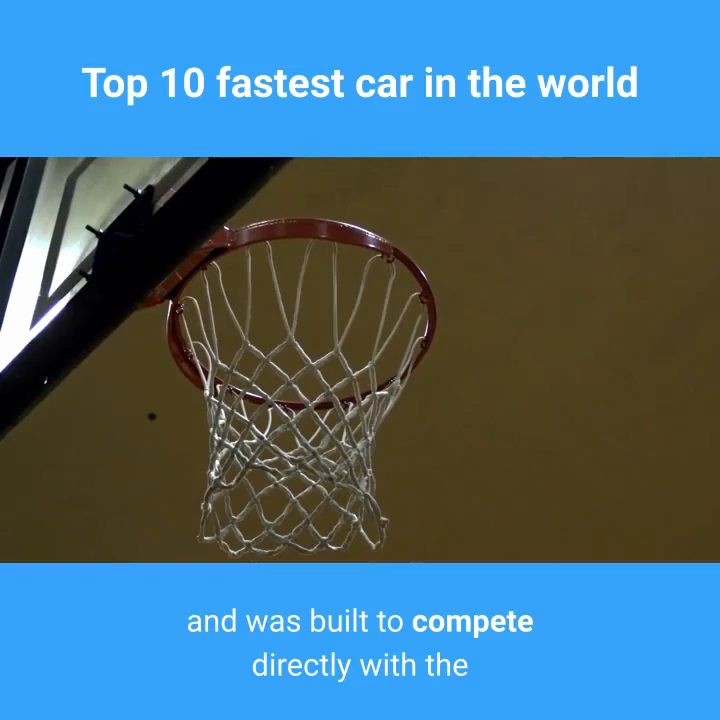 Top 10 fastest car in the world
and was built to compete
directly with the